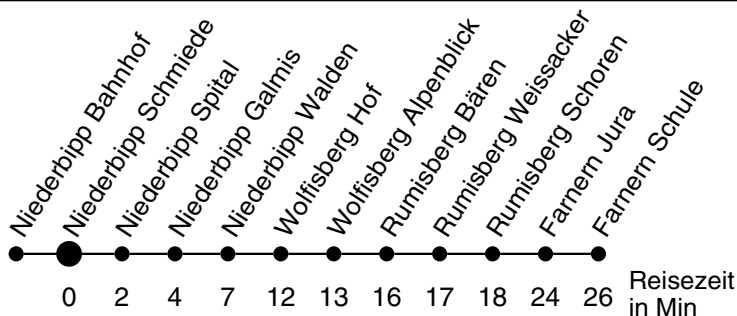 Niederbipp Bahnhof
Niederbipp Schmiede
Niederbipp Spital
Niederbipp Galmis
Niederbipp Walden
Wolfisberg Hof
Wolfisberg Alpenblick
Rumisberg Bären
Rumisberg Weissacker
Rumisberg Schoren
Farnern Jura
Farnern Schule
0 2 4 7 12 13 16 17 18 24 26 Reisezeit
in Min